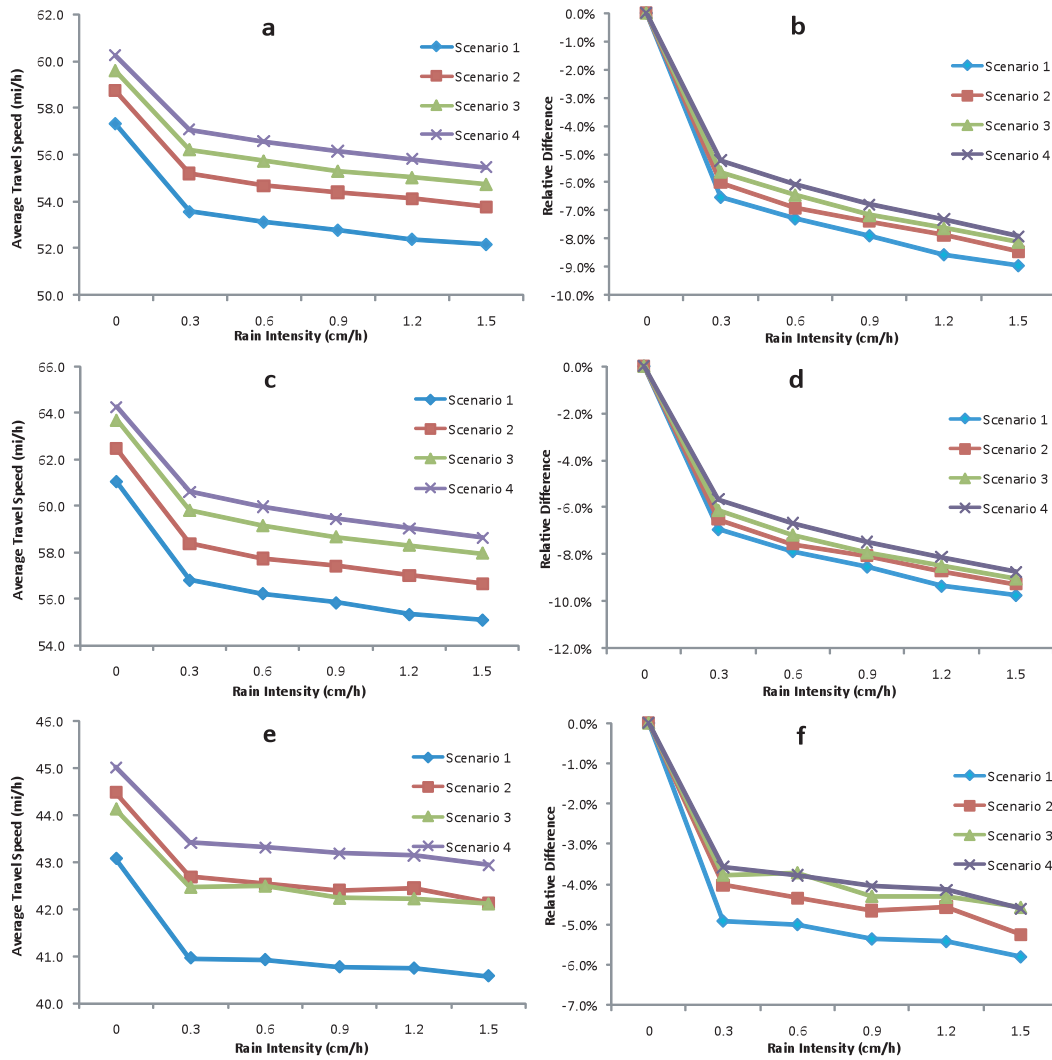 a
Average Travel Speed (mi/h)
62.0
60.0
58.0
56.0
54.0
52.0
50.0
0 0.3 0.6 0.9 1.2 1.5
Rain Intensity (cm/h)
Scenario 1
Scenario 2
Scenario 3
Scenario 4
b
Relative Difference
0.0%
-1.0%
-2.0%
-3.0%
-4.0%
-5.0%
-6.0%
-7.0%
-8.0%
-9.0%
-10.0%
0 0.3 0.6 0.9 1.2 1.5
Rain Intensity (cm/h)
Scenario 1
Scenario 2
Scenario 3
Scenario 4
c
Average Travel Speed (mi/h)
66.0
64.0
62.0
60.0
58.0
56.0
54.0
0 0.3 0.6 0.9 1.2 1.5
Rain Intensity (cm/h)
Scenario 1
Scenario 2
Scenario 3
Scenario 4
d
Relative Difference
0.0%
-2.0%
-4.0%
-6.0%
-8.0%
-10.0%
-12.0%
0 0.3 0.6 0.9 1.2 1.5
Rain Intensity (cm/h)
Scenario 1
Scenario 2
Scenario 3
Scenario 4
e
Average Travel Speed (mi/h)
46.0
45.0
44.0
43.0
42.0
41.0
40.0
0 0.3 0.6 0.9 1.2 1.5
Rain Intensity (cm/h)
Scenario 1
Scenario 2
Scenario 3
Scenario 4
f
Relative Difference
0.0%
-1.0%
-2.0%
-3.0%
-4.0%
-5.0%
-6.0%
-7.0%
0 0.3 0.6 0.9 1.2 1.5
Rain Intensity (cm/h)
Scenario 1
Scenario 2
Scenario 3
Scenario 4